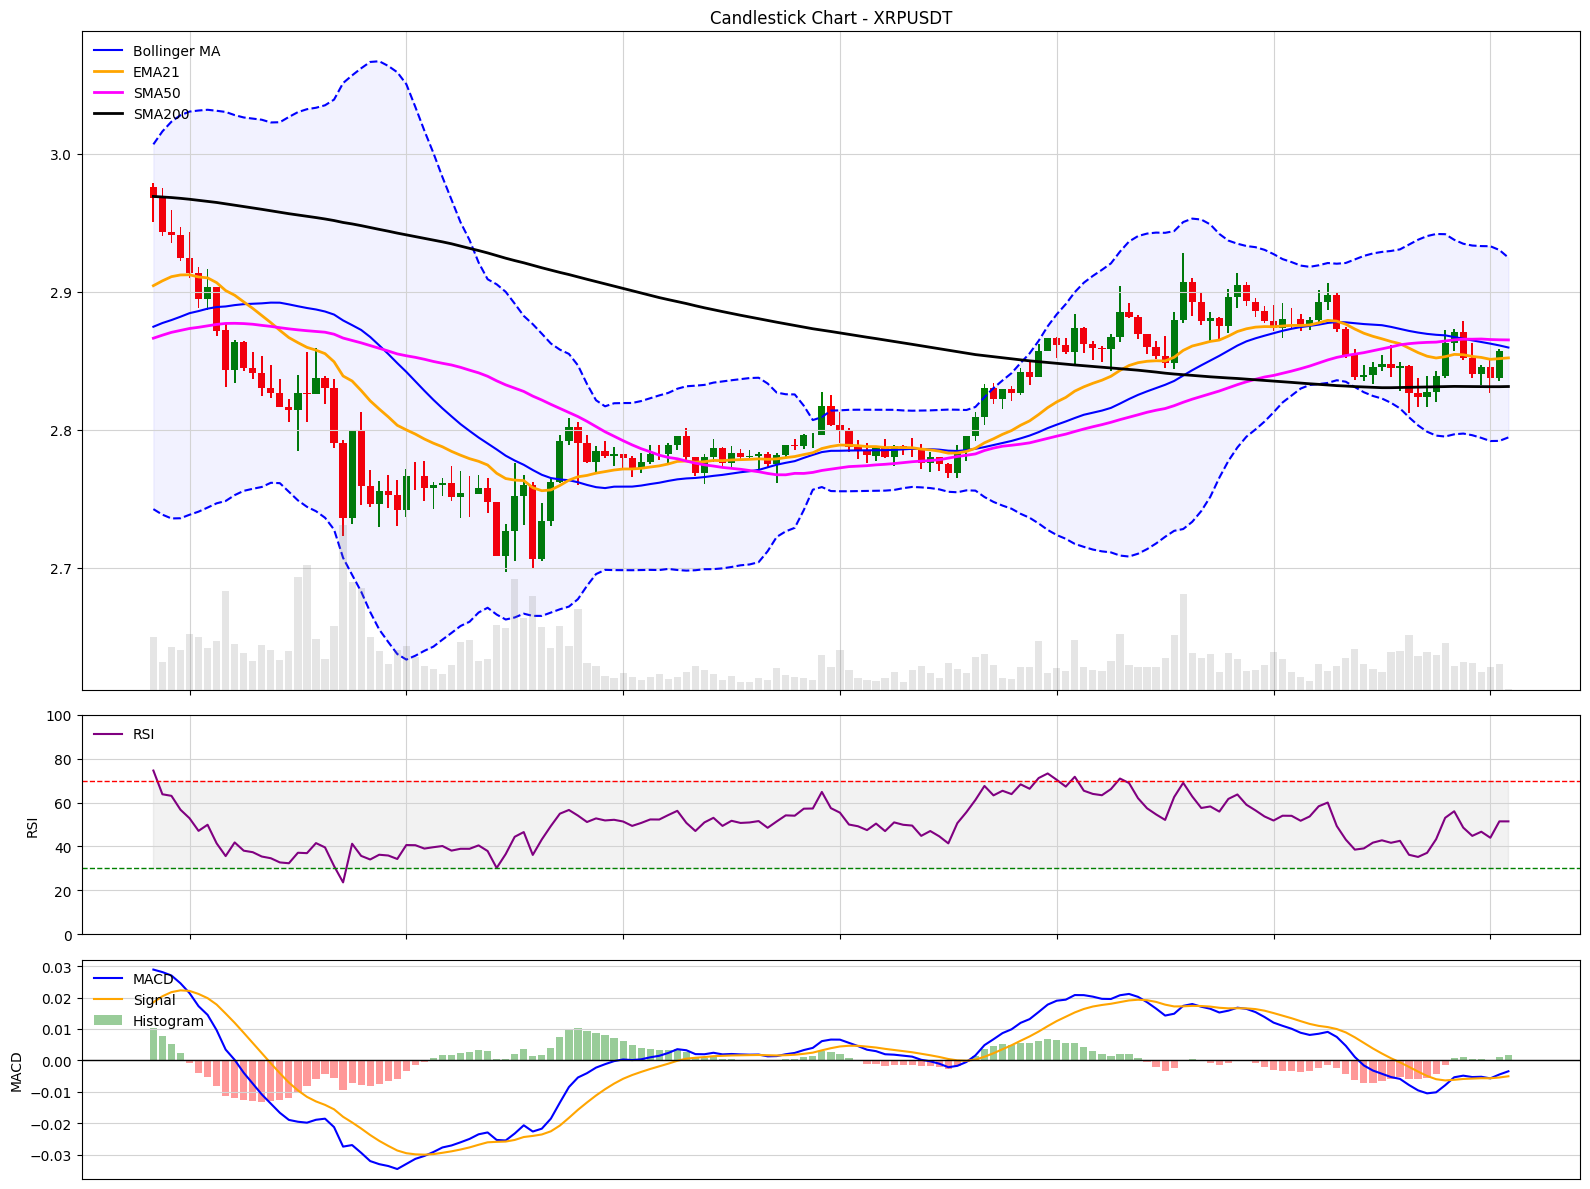 Candlestick Chart - XRPUSDT
Bollinger MA
EMA21
SMA50
SMA200
3.0
2.9
2.8
2.7
100
RSI
80
60
RSI
40
20
0
0.03
MACD
0.02
Signal
0.01
Histogram
0.00
MACD
−0.01
−0.02
−0.03